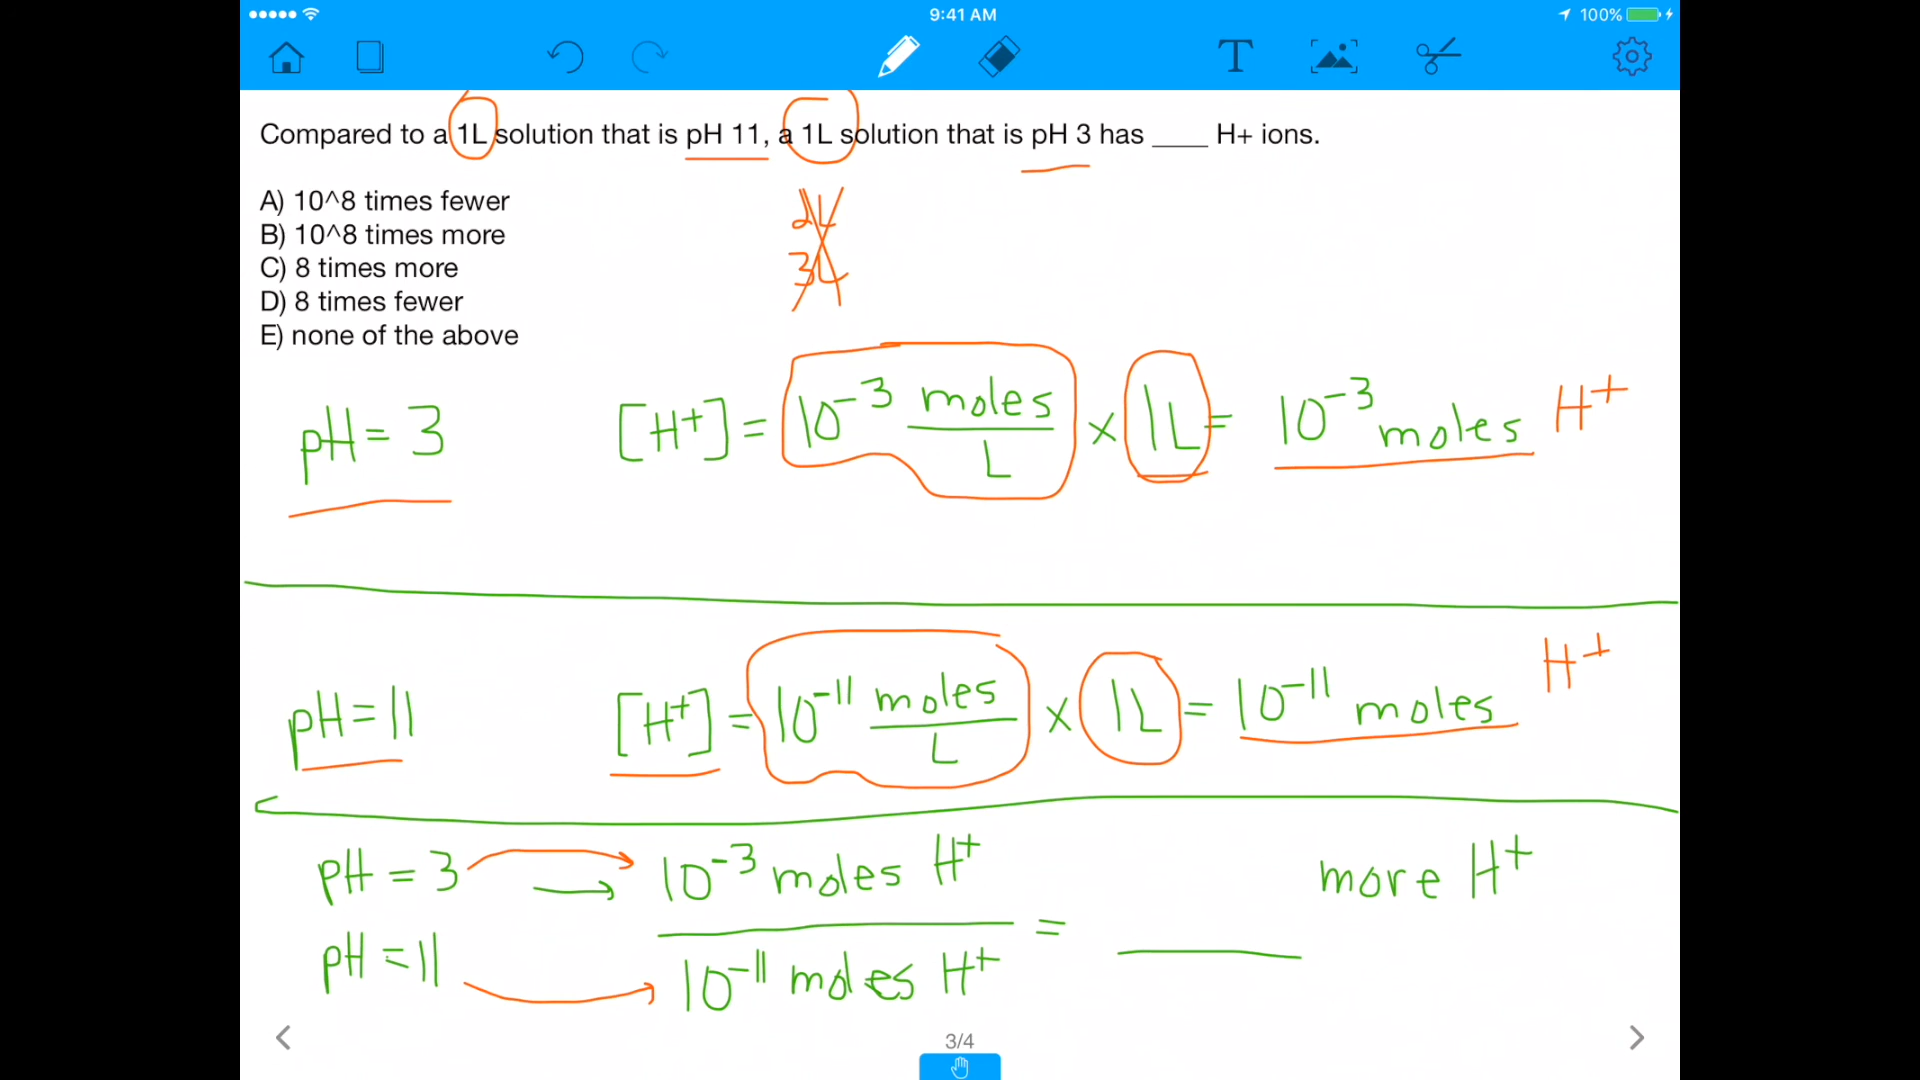 9:41 AM
100%
T
Compared to a 1L solution that is pH 11, a 1L solution that is pH 3 has ____ H+ ions.
A) 10^8 times fewer
B) 10^8 times more
C) 8 times more
D) 8 times fewer
E) none of the above
2L
3L
pH = 3 [H+] = 10^-3 moles/L x 1L = 10^-3 moles H+
pH = 11 [H+] = 10^-11 moles/L x 1L = 10^-11 moles H+
pH = 3 → 10^-3 moles H+ = ____ more H+
pH = 11 → 10^-11 moles H+
3/4